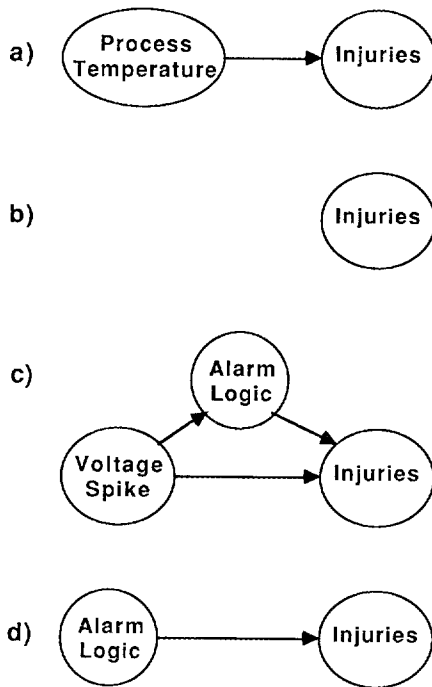 a)
Process
Temperature
Injuries
b)
Injuries
c)
Alarm
Logic
Voltage
Spike
Injuries
d)
Alarm
Logic
Injuries